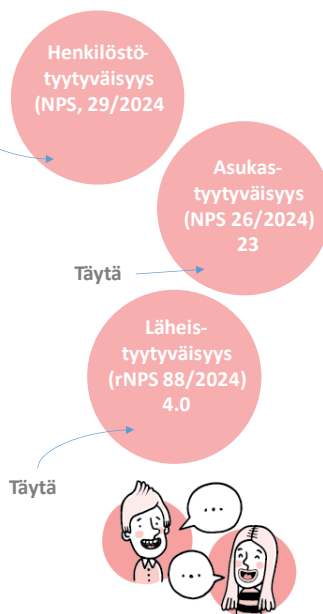 Henkilöstö-
tyytyväisyys
(NPS, 29/2024
Asukas-
tyytyväisyys
(NPS 26/2024)
23
Täytä
Läheis-
tyytyväisyys
(rNPS 88/2024)
4.0
Täytä
...
...